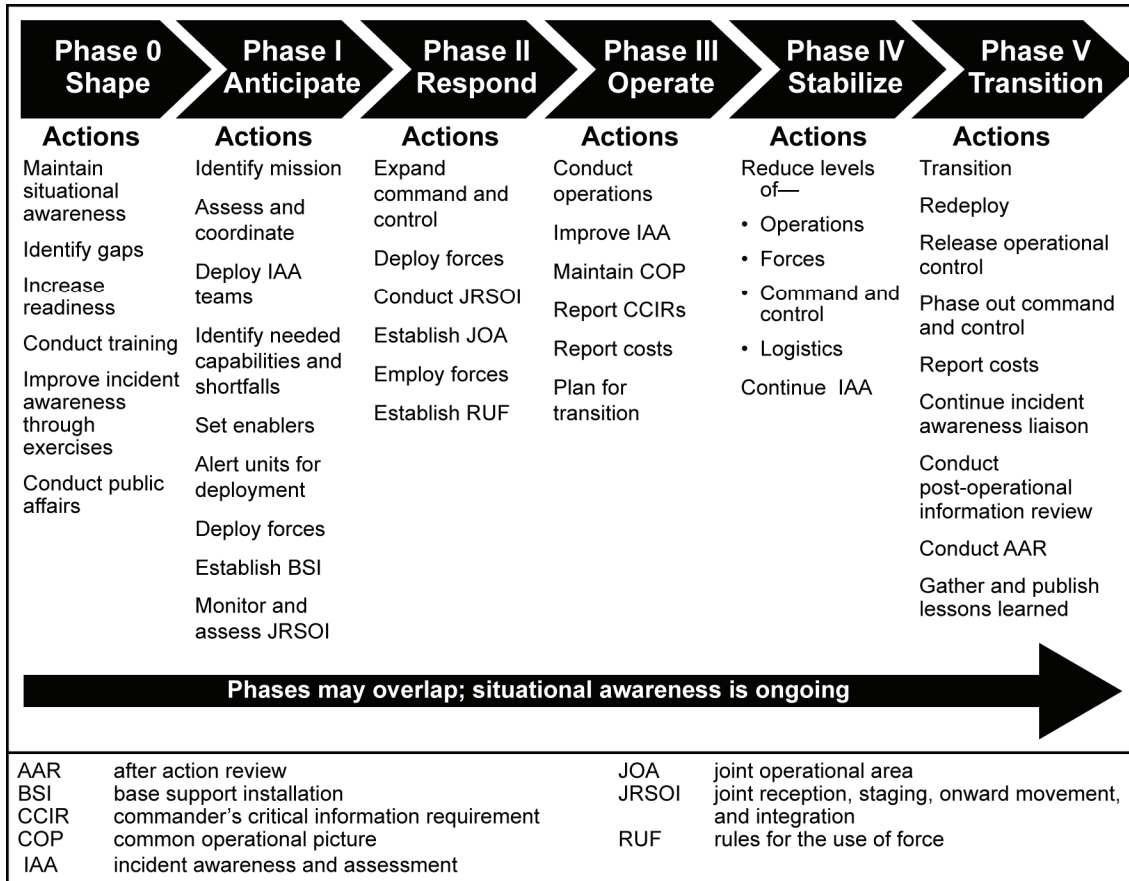 Phase 0
Shape
Phase I
Anticipate
Phase II
Respond
Phase III
Operate
Phase IV
Stabilize
Phase V
Transition
Actions
Maintain
situational
awareness
Identify gaps
Increase
readiness
Conduct training
Improve incident
awareness
through
exercises
Conduct public
affairs
Actions
Identify mission
Assess and
coordinate
Deploy IAA
teams
Identify needed
capabilities and
shortfalls
Set enablers
Alert units for
deployment
Deploy forces
Establish BSI
Monitor and
assess JRSOI
Actions
Expand
command and
control
Deploy forces
Conduct JRSOI
Establish JOA
Employ forces
Establish RUF
Actions
Conduct
operations
Improve IAA
Maintain COP
Report CCIRs
Report costs
Plan for
transition
Actions
Reduce levels
of—
• Operations
• Forces
• Command and
control
• Logistics
Continue IAA
Actions
Transition
Redeploy
Release operational
control
Phase out command
and control
Report costs
Continue incident
awareness liaison
Conduct
post-operational
information review
Conduct AAR
Gather and publish
lessons learned
Phases may overlap; situational awareness is ongoing
AAR after action review
BSI base support installation
CCIR commander's critical information requirement
COP common operational picture
IAA incident awareness and assessment
JOA joint operational area
JRSOI joint reception, staging, onward movement,
and integration
RUF rules for the use of force